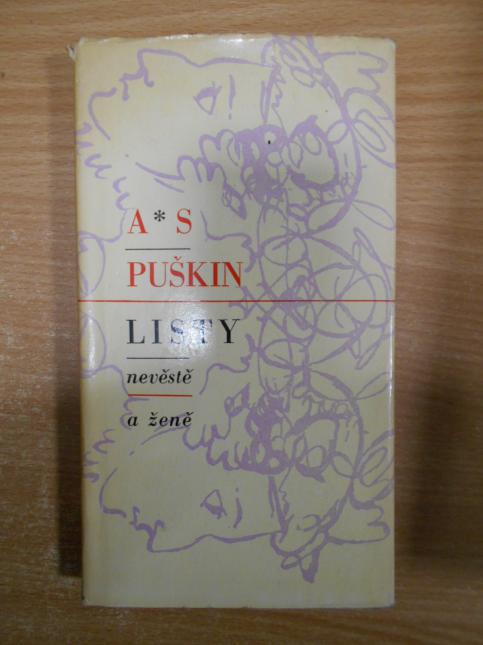 A*S
PUŠKIN
LISTY
nevěstě
a ženě